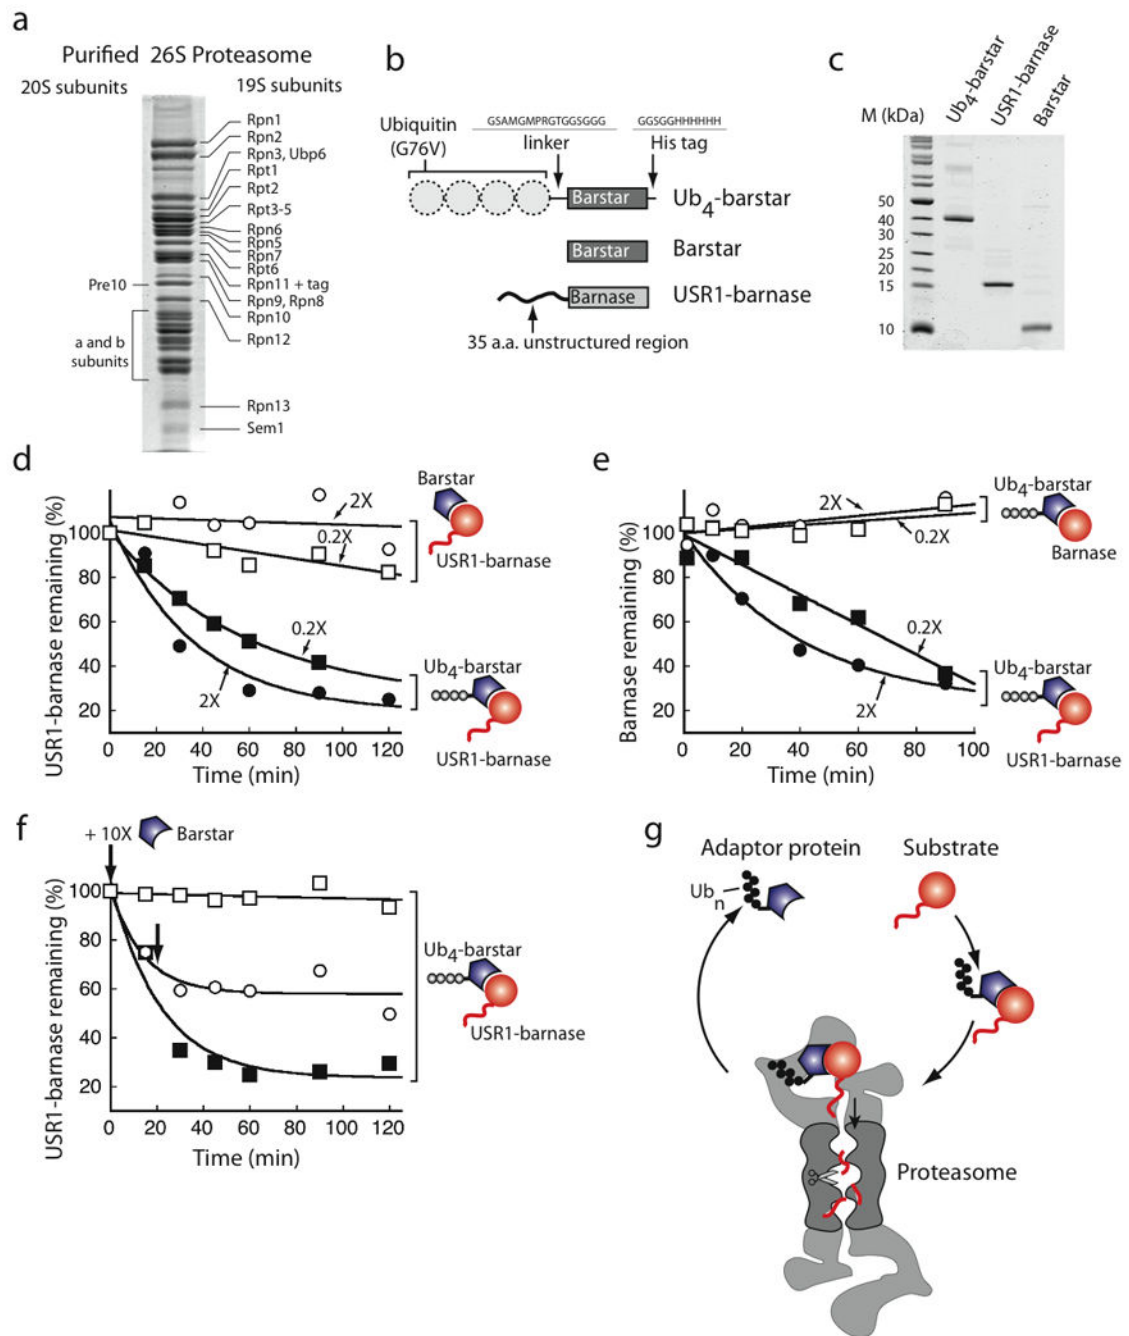 a
Purified 26S Proteasome
20S subunits
19S subunits
Rpn1
Rpn2
Rpn3, Ubp6
Rpt1
Rpt2
Rpt3-5
Rpn6
Rpn5
Rpn7
Rpt6
Rpn11 + tag
Rpn9, Rpn8
Rpn10
Rpn12
Pre10
a and b
subunits
Rpn13
Sem1
b
Ubiquitin
(G76V)
GSAMGMPRGTGGSGGG
linker
GGSGGHHHHHH
His tag
Barstar
Ub4-barstar
Barstar
Barstar
Barnase
USR1-barnase
35 a.a. unstructured region
c
M (kDa)
Ub4-barstar
USR1-barnase
Barstar
50
40
30
25
20
15
10
d
USR1-barnase remaining (%)
100
80
60
40
20
0 20 40 60 80 100 120
Time (min)
2X
0.2X
0.2X
2X
Barstar
USR1-barnase
Ub4-barstar
USR1-barnase
e
Barnase remaining (%)
100
80
60
40
20
0 20 40 60 80 100
Time (min)
2X
0.2X
0.2X
2X
Ub4-barstar
Barnase
Ub4-barstar
USR1-barnase
f
+ 10X
Barstar
USR1-barnase remaining (%)
100
80
60
40
20
0 20 40 60 80 100 120
Time (min)
Ub4-barstar
USR1-barnase
g
Adaptor protein
Substrate
Ub
n
Proteasome